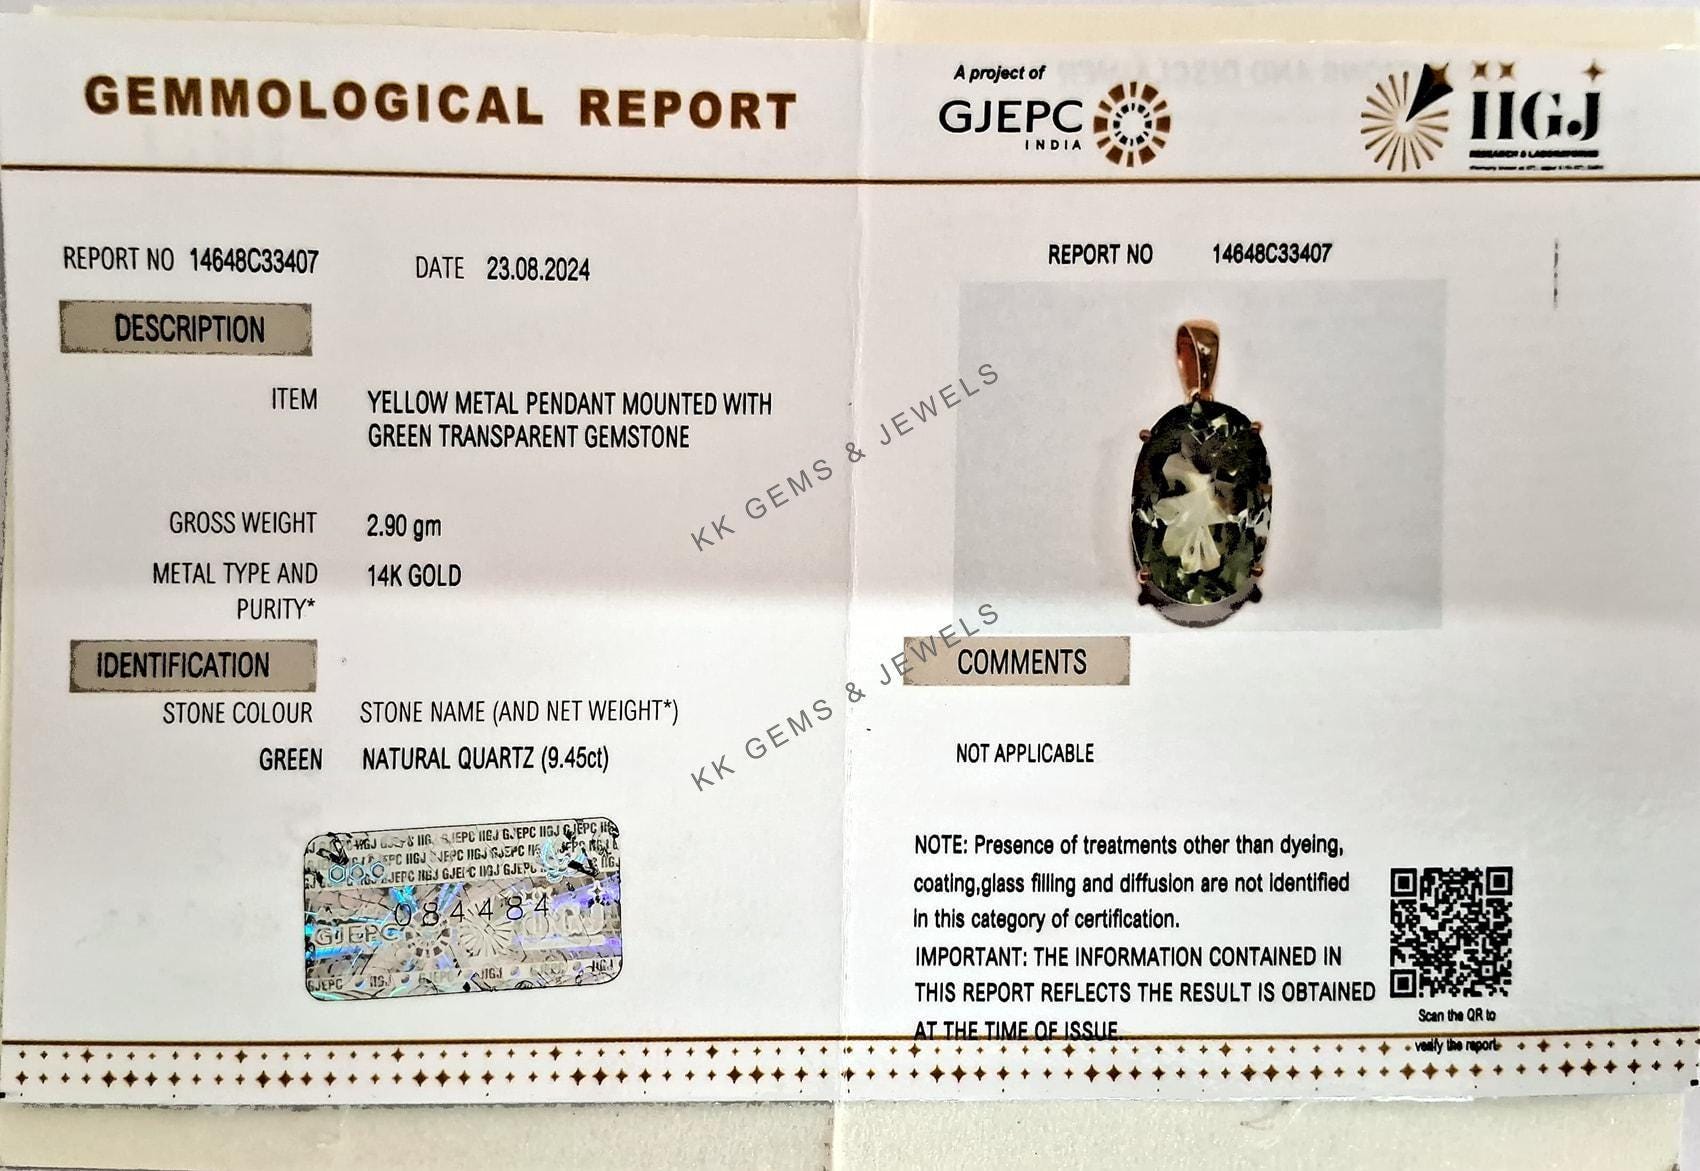 GEMMOLOGICAL REPORT
A project of
GJEPC
INDIA
IIGJ
RESEARCH & LABORATORIES
REPORT NO 14648C33407
DATE 23.08.2024
DESCRIPTION
ITEM YELLOW METAL PENDANT MOUNTED WITH
GREEN TRANSPARENT GEMSTONE
GROSS WEIGHT 2.90 gm
METAL TYPE AND 14K GOLD
PURITY*
IDENTIFICATION
STONE COLOUR STONE NAME (AND NET WEIGHT*)
GREEN NATURAL QUARTZ (9.45ct)
084484
GJEPC IIGJ
REPORT NO 14648C33407
KK GEMS & JEWELS
KK GEMS & JEWELS
COMMENTS
NOT APPLICABLE
NOTE: Presence of treatments other than dyeing,
coating,glass filling and diffusion are not identified
in this category of certification.
IMPORTANT: THE INFORMATION CONTAINED IN
THIS REPORT REFLECTS THE RESULT IS OBTAINED
AT THE TIME OF ISSUE.
Scan the QR to
verify the report